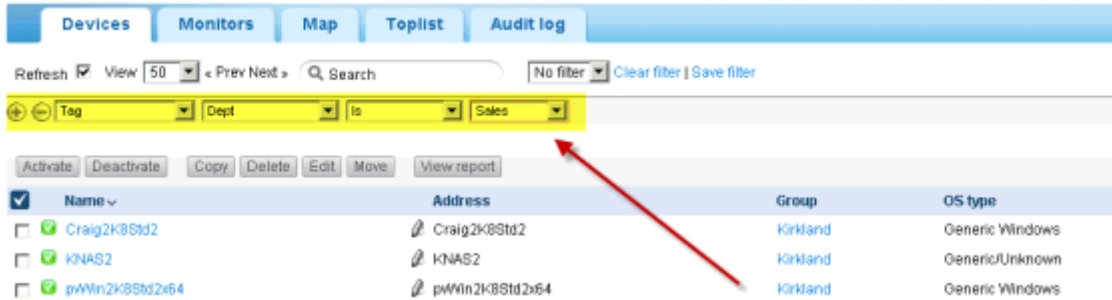 Devices Monitors Map Toplist Audit log
Refresh View 50 « Prev Next » Search No filter Clear filter | Save filter
Tag Dept Is Sales
Activate Deactivate Copy Delete Edit Move View report
Name Address Group OS type
Craig2K8Std2 Craig2K8Std2 Kirkland Generic Windows
KNAS2 KNAS2 Kirkland Generic/Unknown
pwWin2K8Std2x64 pwWin2K8Std2x64 Kirkland Generic Windows